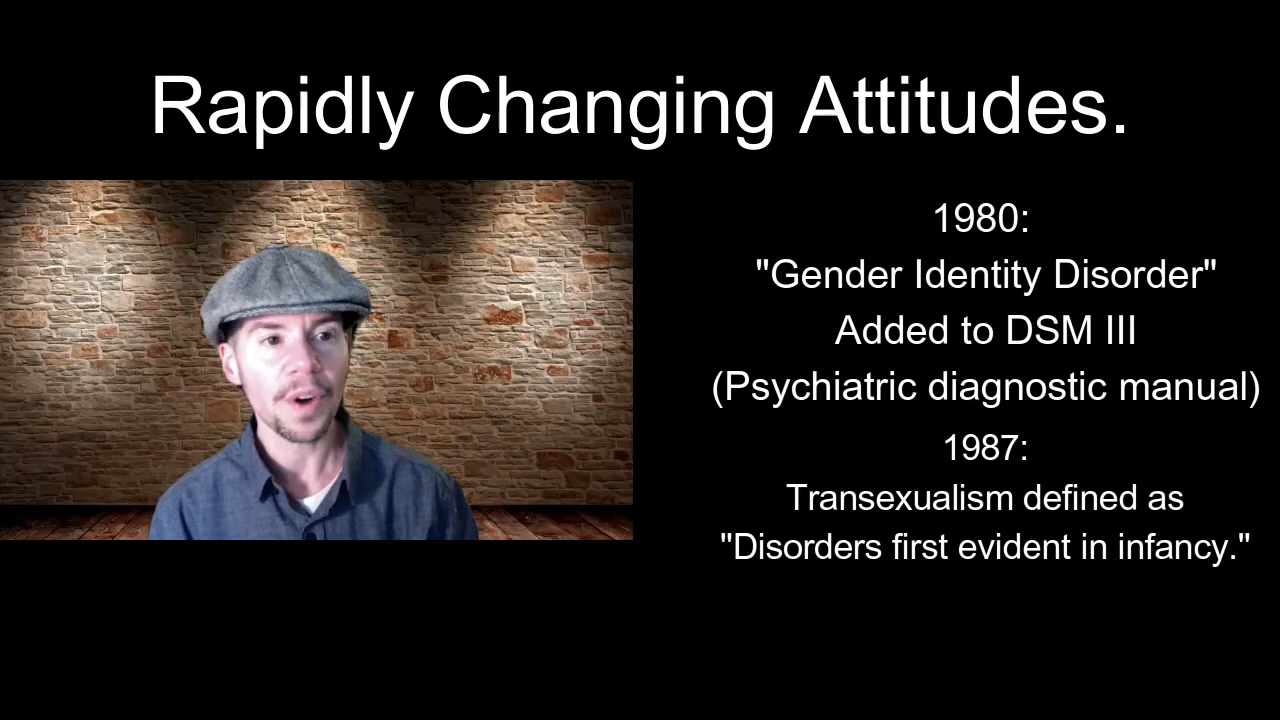 Rapidly Changing Attitudes.
1980:
"Gender Identity Disorder"
Added to DSM III
(Psychiatric diagnostic manual)
1987:
Transexualism defined as
"Disorders first evident in infancy."